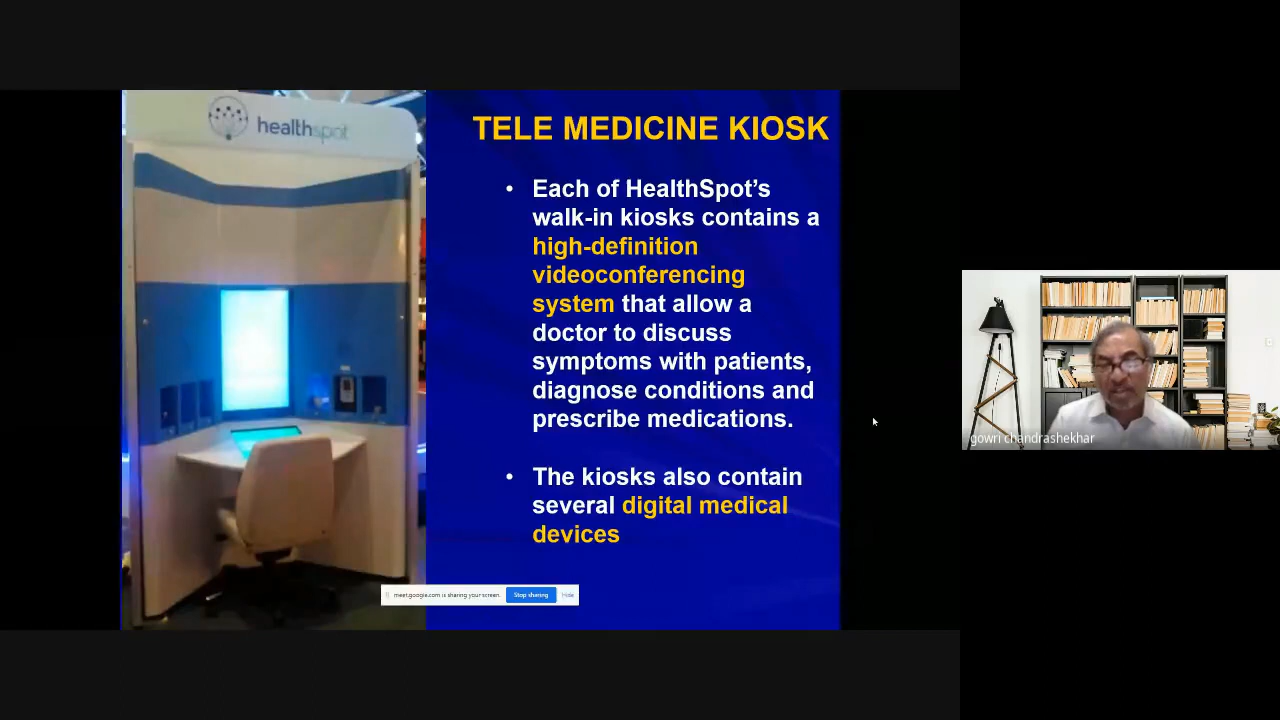 healthspot
TELE MEDICINE KIOSK
• Each of HealthSpot’s
walk-in kiosks contains a
high-definition
videoconferencing
system that allow a
doctor to discuss
symptoms with patients,
diagnose conditions and
prescribe medications.
• The kiosks also contain
several digital medical
devices
meet.google.com is sharing your screen. Stop sharing Hide
gowri chandrashekhar